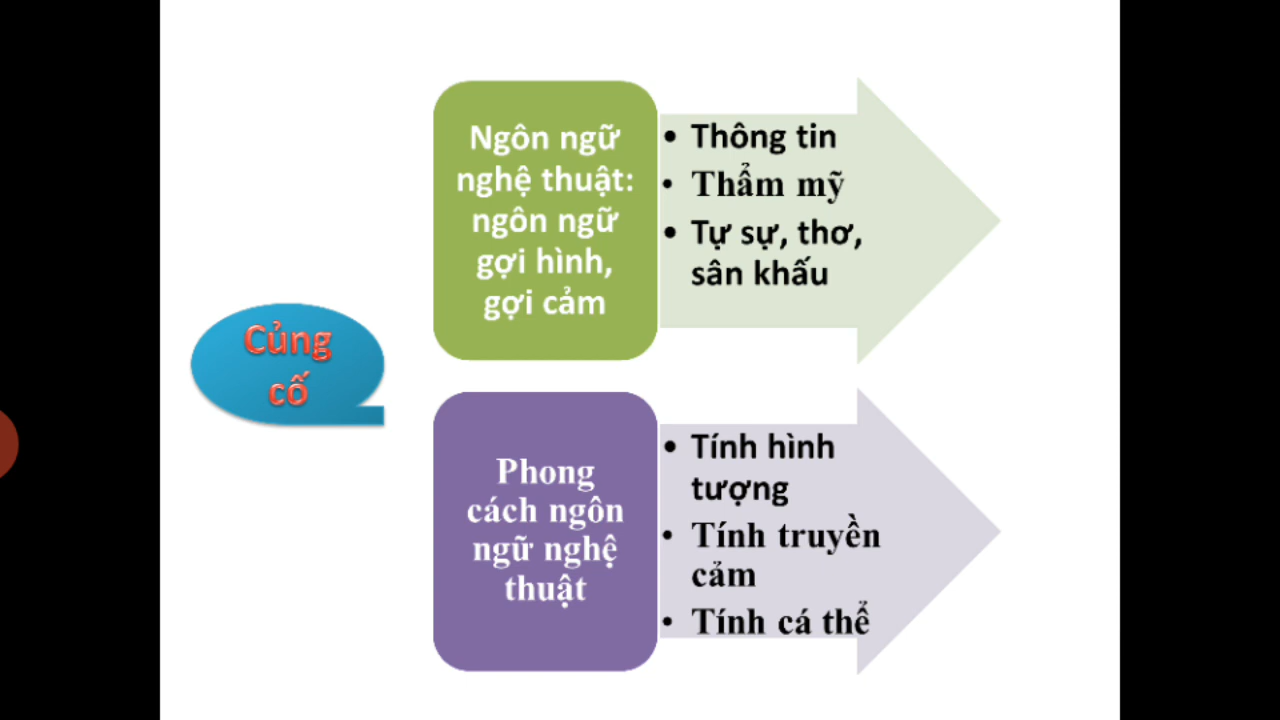 Củng
cố
Ngôn ngữ
nghệ thuật:
ngôn ngữ
gợi hình,
gợi cảm
• Thông tin
• Thẩm mỹ
• Tự sự, thơ,
sân khấu
Phong
cách ngôn
ngữ nghệ
thuật
• Tính hình
tượng
• Tính truyền
cảm
• Tính cá thể